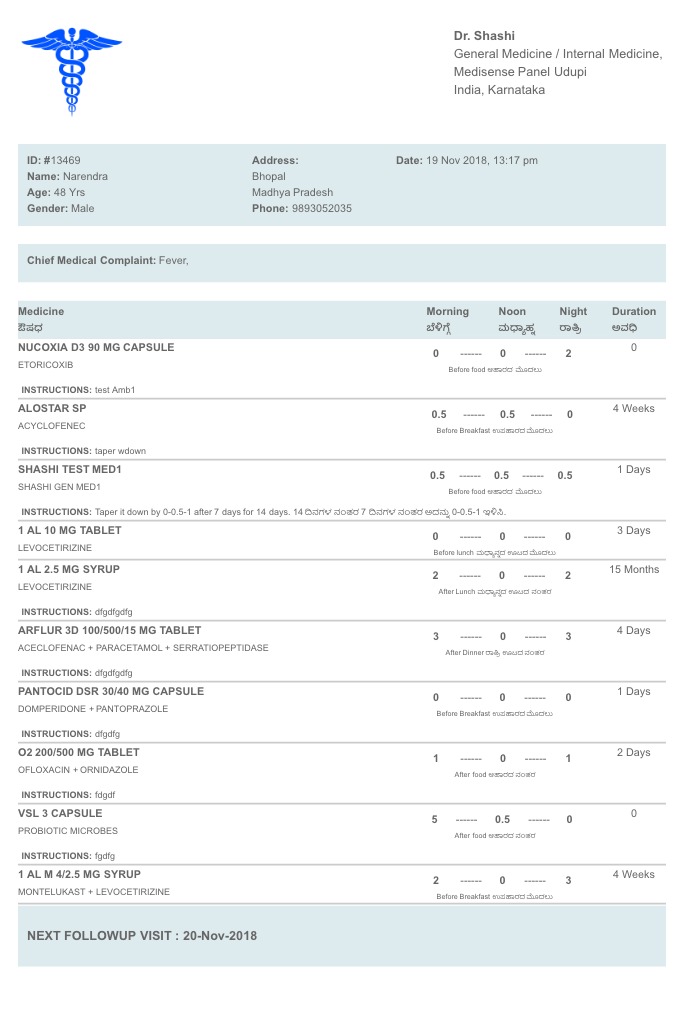 Dr. Shashi
General Medicine / Internal Medicine,
Medisense Panel Udupi
India, Karnataka
ID: #13469 Address: Date: 19 Nov 2018, 13:17 pm
Name: Narendra Bhopal
Age: 48 Yrs Madhya Pradesh
Gender: Male Phone: 9893052035
Chief Medical Complaint: Fever,
Medicine Morning Noon Night Duration
ಔಷಧ ಬೆಳಿಗ್ಗೆ ಮಧ್ಯಾಹ್ನ ರಾತ್ರಿ ಅವಧಿ
NUCOXIA D3 90 MG CAPSULE 0 ------ 0 ------ 2 0
ETORICOXIB Before food ಆಹಾರದ ಮೊದಲು
INSTRUCTIONS: test Amb1
ALOSTAR SP 0.5 ------ 0.5 ------ 0 4 Weeks
ACYCLOFENEC Before Breakfast ಉಪಹಾರದ ಮೊದಲು
INSTRUCTIONS: taper wdown
SHASHI TEST MED1 0.5 ------ 0.5 ------ 0.5 1 Days
SHASHI GEN MED1 Before food ಆಹಾರದ ಮೊದಲು
INSTRUCTIONS: Taper it down by 0-0.5-1 after 7 days for 14 days. 14 ದಿನಗಳ ನಂತರ 7 ದಿನಗಳ ನಂತರ ಅದನ್ನು 0-0.5-1 ಇಳಿಸಿ.
1 AL 10 MG TABLET 0 ------ 0 ------ 0 3 Days
LEVOCETIRIZINE Before lunch ಮಧ್ಯಾನ್ಹದ ಊಟದ ಮೊದಲು
1 AL 2.5 MG SYRUP 2 ------ 0 ------ 2 15 Months
LEVOCETIRIZINE After Lunch ಮಧ್ಯಾನ್ಹದ ಊಟದ ನಂತರ
INSTRUCTIONS: dfgdfgdfg
ARFLUR 3D 100/500/15 MG TABLET 3 ------ 0 ------ 3 4 Days
ACECLOFENAC + PARACETAMOL + SERRATIOPEPTIDASE After Dinner ರಾತ್ರಿ ಊಟದ ನಂತರ
INSTRUCTIONS: dfgdfgdfg
PANTOCID DSR 30/40 MG CAPSULE 0 ------ 0 ------ 0 1 Days
DOMPERIDONE + PANTOPRAZOLE Before Breakfast ಉಪಹಾರದ ಮೊದಲು
INSTRUCTIONS: dfgdfg
O2 200/500 MG TABLET 1 ------ 0 ------ 1 2 Days
OFLOXACIN + ORNIDAZOLE After food ಆಹಾರದ ನಂತರ
INSTRUCTIONS: fdgdf
VSL 3 CAPSULE 5 ------ 0.5 ------ 0 0
PROBIOTIC MICROBES After food ಆಹಾರದ ನಂತರ
INSTRUCTIONS: fgdfg
1 AL M 4/2.5 MG SYRUP 2 ------ 0 ------ 3 4 Weeks
MONTELUKAST + LEVOCETIRIZINE Before Breakfast ಉಪಹಾರದ ಮೊದಲು
NEXT FOLLOWUP VISIT : 20-Nov-2018